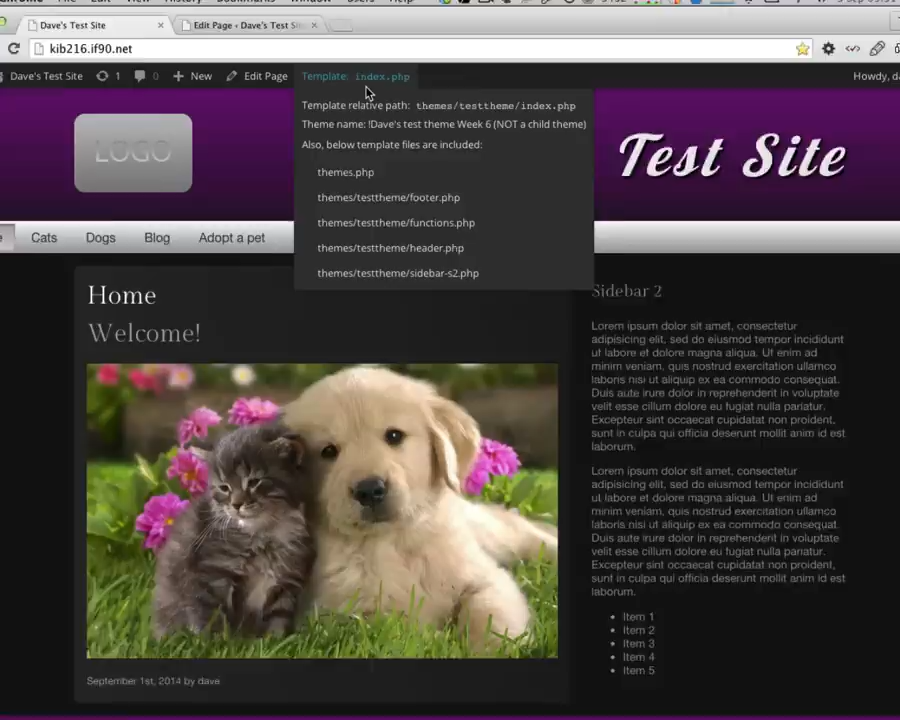 Dave's Test Site
Edit Page ‹ Dave's Test Site
kib216.if90.net
Dave's Test Site 1 0 New Edit Page Template: index.php Howdy, d
Template relative path: themes/testtheme/index.php
Theme name: !Dave's test theme Week 6 (NOT a child theme)
Also, below template files are included:
themes.php
themes/testtheme/footer.php
themes/testtheme/functions.php
themes/testtheme/header.php
themes/testtheme/sidebar-s2.php
LOGO
Test Site
e Cats Dogs Blog Adopt a pet
Home
Welcome!
September 1st, 2014 by dave
Sidebar 2
Lorem ipsum dolor sit amet, consectetur
adipisicing elit, sed do eiusmod tempor incididunt
ut labore et dolore magna aliqua. Ut enim ad
minim veniam, quis nostrud exercitation ullamco
laboris nisi ut aliquip ex ea commodo consequat.
Duis aute irure dolor in reprehenderit in voluptate
velit esse cillum dolore eu fugiat nulla pariatur.
Excepteur sint occaecat cupidatat non proident,
sunt in culpa qui officia deserunt mollit anim id est
laborum.
Lorem ipsum dolor sit amet, consectetur
adipisicing elit, sed do eiusmod tempor incididunt
ut labore et dolore magna aliqua. Ut enim ad
minim veniam, quis nostrud exercitation ullamco
laboris nisi ut aliquip ex ea commodo consequat.
Duis aute irure dolor in reprehenderit in voluptate
velit esse cillum dolore eu fugiat nulla pariatur.
Excepteur sint occaecat cupidatat non proident,
sunt in culpa qui officia deserunt mollit anim id est
laborum.
Item 1
Item 2
Item 3
Item 4
Item 5